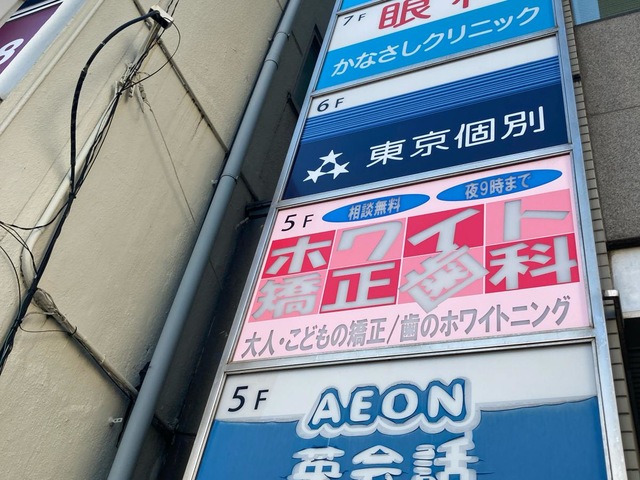 7F
眼科
かなさしクリニック
6F
東京個別
5F
相談無料
夜9時まで
ホワイト
矯正歯科
大人・こどもの矯正/歯のホワイトニング
5F
AEON
英会話
8